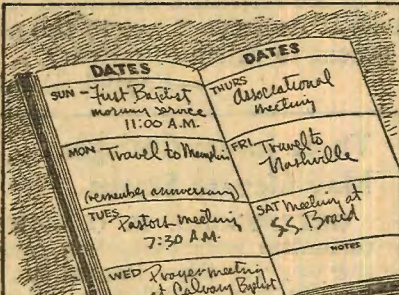 DATES
SUN - First Baptist
morning service
11:00 A.M.
MON Travel to Memphis
(remember anniversary)
TUES Pastors meeting
7:30 A.M.
WED Prayer meeting
at Calvary Baptist
DATES
THURS Associational
meeting
FRI Travel to
Nashville
SAT Meeting at
S.S. Board
NOTES